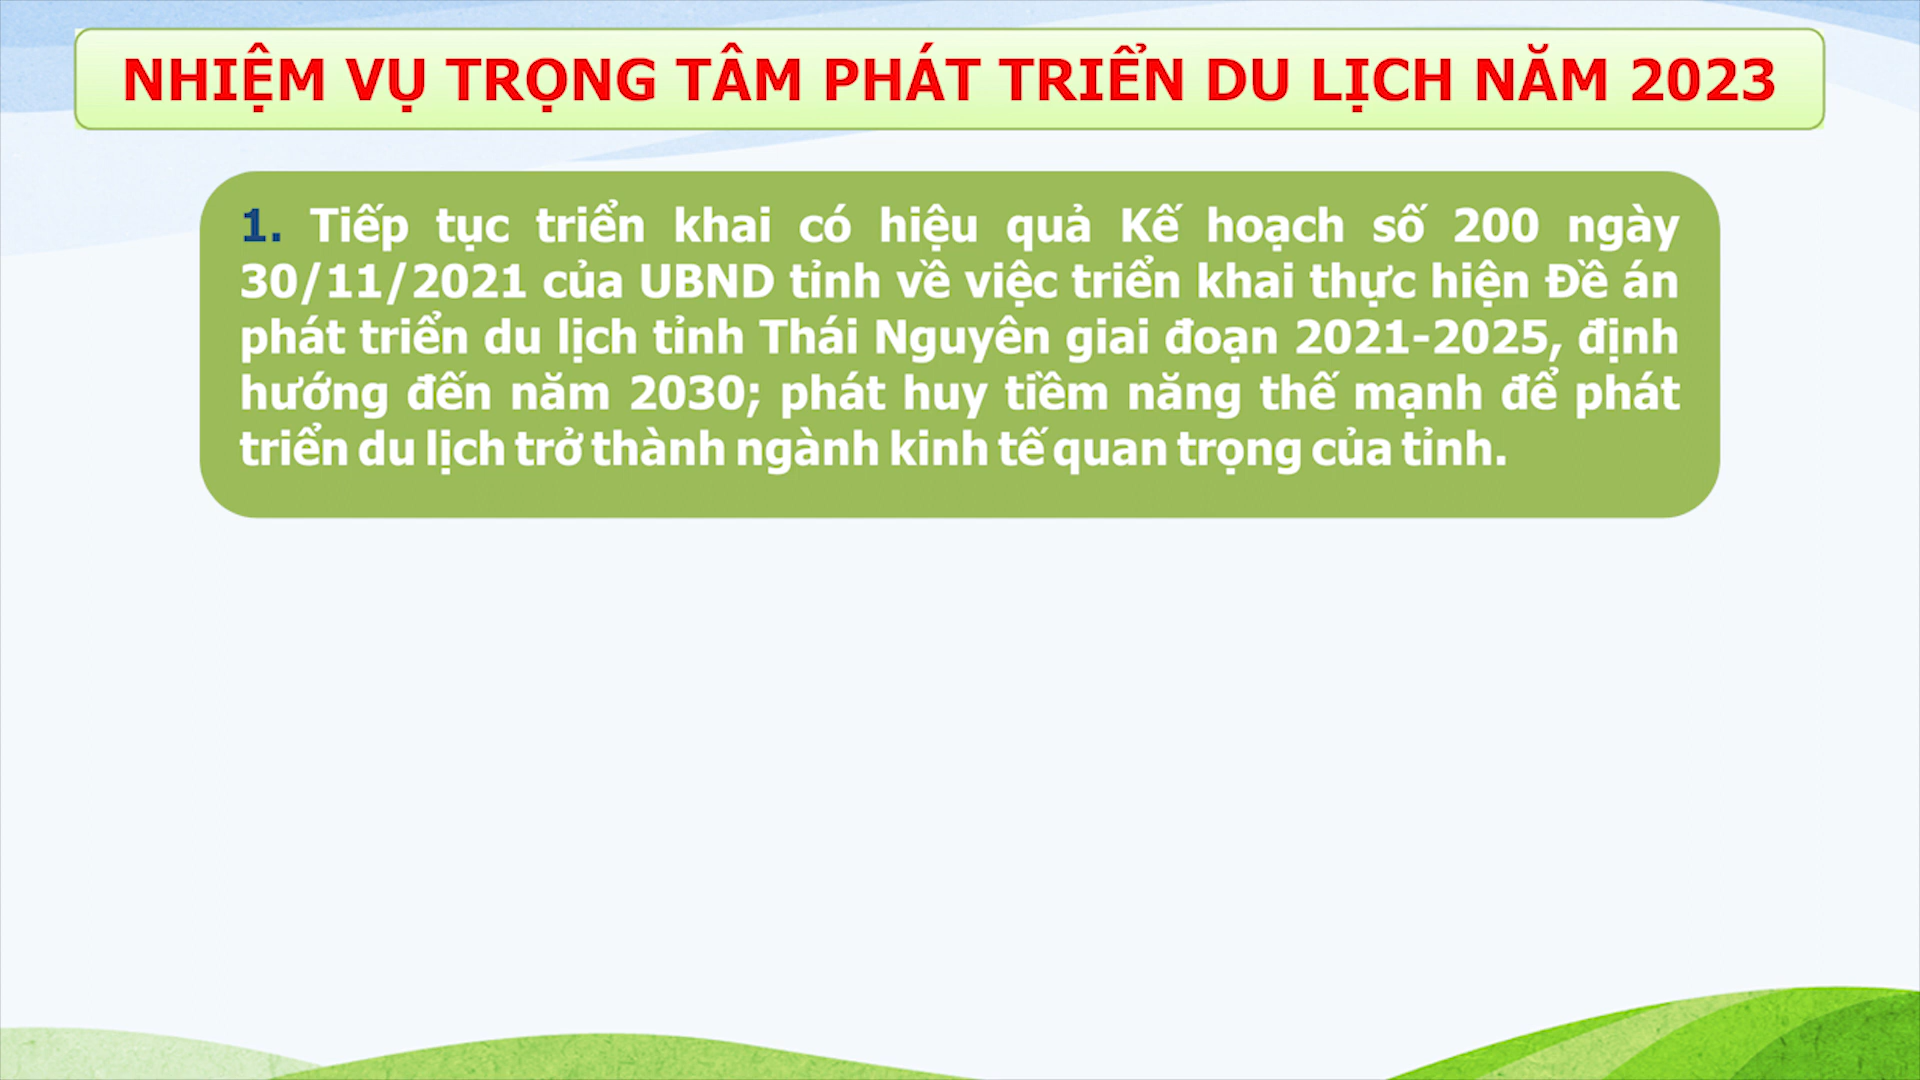 NHIỆM VỤ TRỌNG TÂM PHÁT TRIỂN DU LỊCH NĂM 2023
1. Tiếp tục triển khai có hiệu quả Kế hoạch số 200 ngày
30/11/2021 của UBND tỉnh về việc triển khai thực hiện Đề án
phát triển du lịch tỉnh Thái Nguyên giai đoạn 2021-2025, định
hướng đến năm 2030; phát huy tiềm năng thế mạnh để phát
triển du lịch trở thành ngành kinh tế quan trọng của tỉnh.